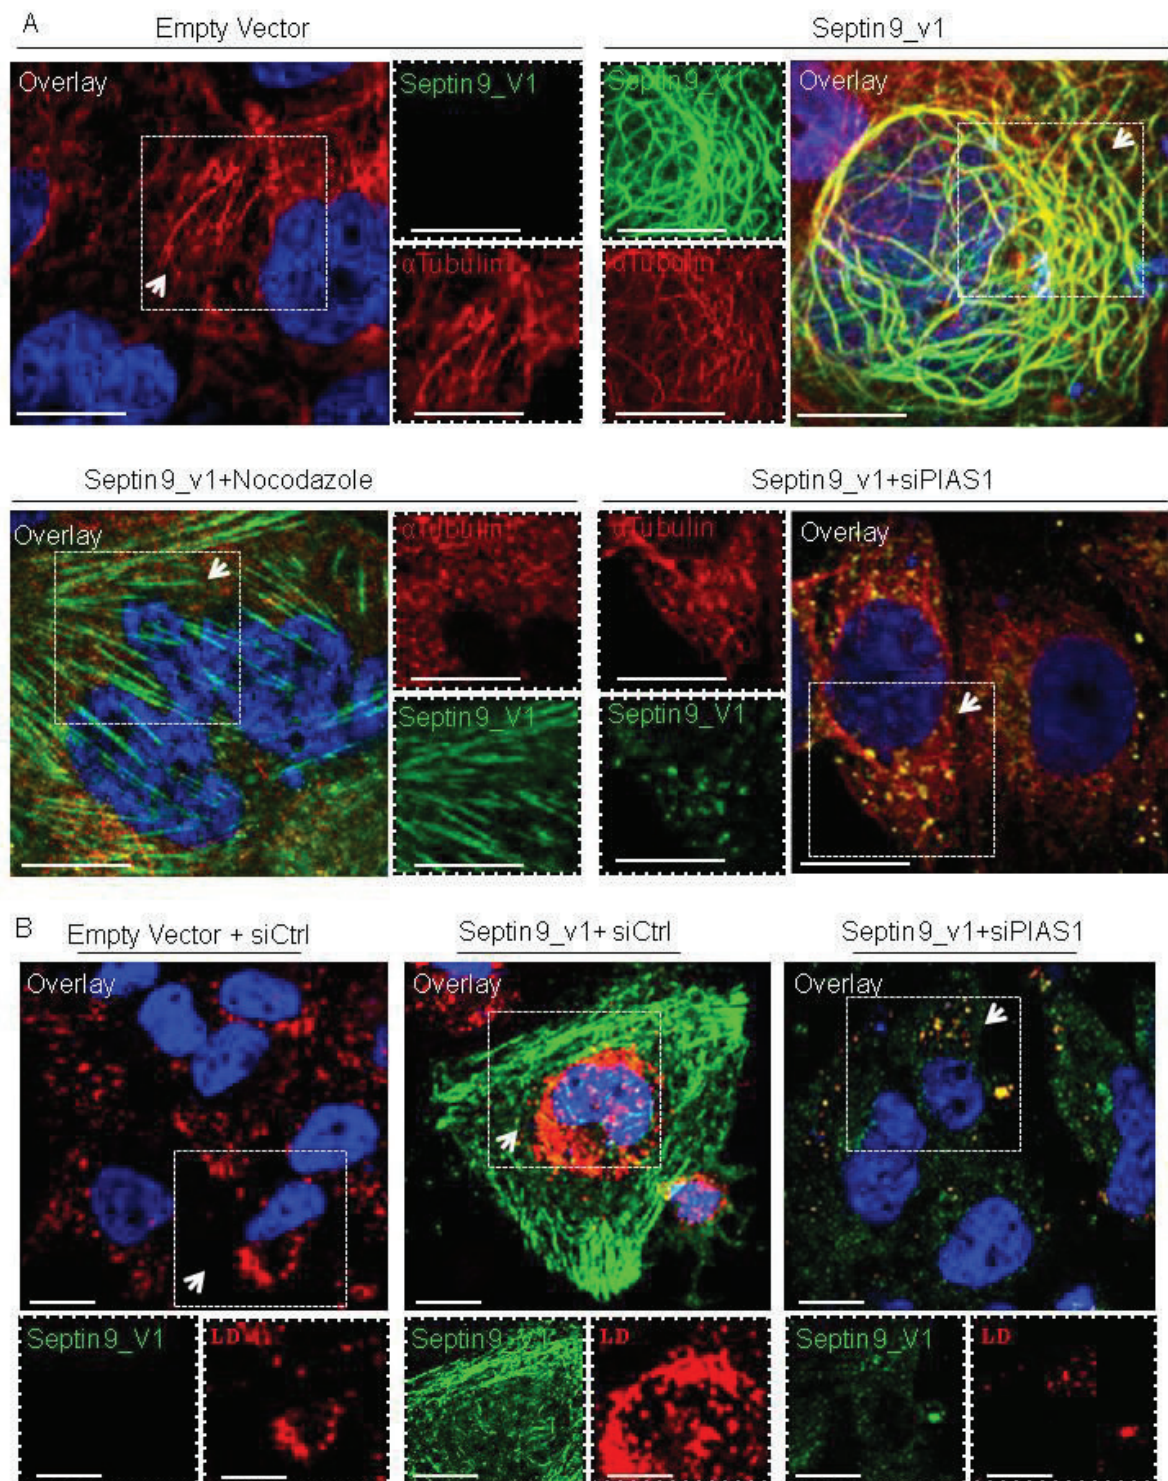 A
Empty Vector
Septin9_v1
Overlay
Septin9_V1
Septin9_V1
Overlay
αTubulin
αTubulin
Septin9_v1+Nocodazole
Septin9_v1+siPIAS1
Overlay
αTubulin
αTubulin
Overlay
Septin9_V1
Septin9_V1
B
Empty Vector + siCtrl
Septin9_v1+ siCtrl
Septin9_v1+siPIAS1
Overlay
Overlay
Overlay
Septin9_V1
LD
Septin9_V1
LD
Septin9_V1
LD